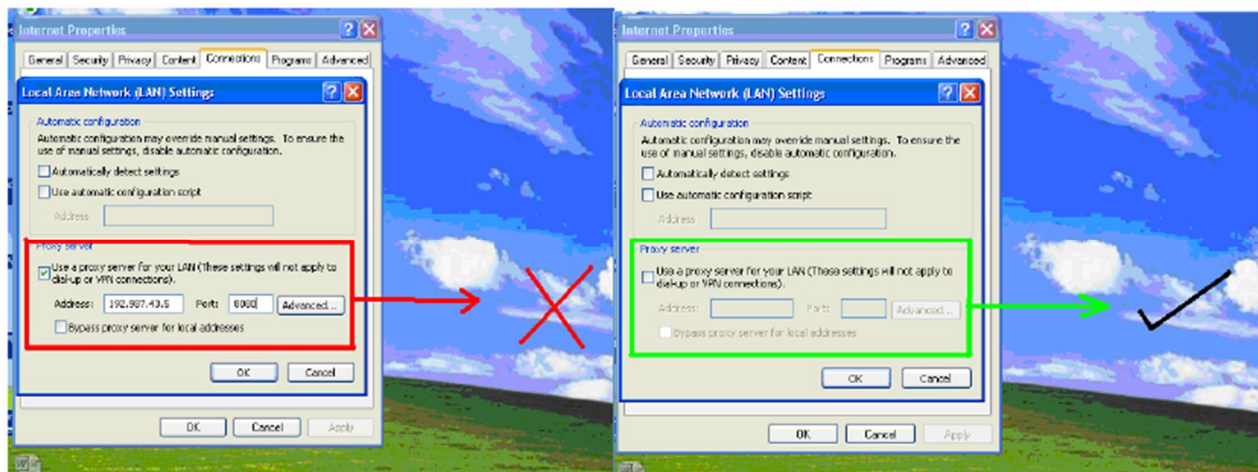 Internet Properties
General Security Privacy Content Connections Programs Advanced
Local Area Network (LAN) Settings
Automatic configuration
Automatic configuration may override manual settings. To ensure the
use of manual settings, disable automatic configuration.
Automatically detect settings
Use automatic configuration script
Address
Proxy server
Use a proxy server for your LAN (These settings will not apply to
dial-up or VPN connections).
Address: 192.987.43.5 Port: 8080 Advanced...
Bypass proxy server for local addresses
OK Cancel
OK Cancel Apply
Internet Properties
General Security Privacy Content Connections Programs Advanced
Local Area Network (LAN) Settings
Automatic configuration
Automatic configuration may override manual settings. To ensure the
use of manual settings, disable automatic configuration.
Automatically detect settings
Use automatic configuration script
Address
Proxy server
Use a proxy server for your LAN (These settings will not apply to
dial-up or VPN connections).
Address: Port: Advanced...
Bypass proxy server for local addresses
OK Cancel
OK Cancel Apply